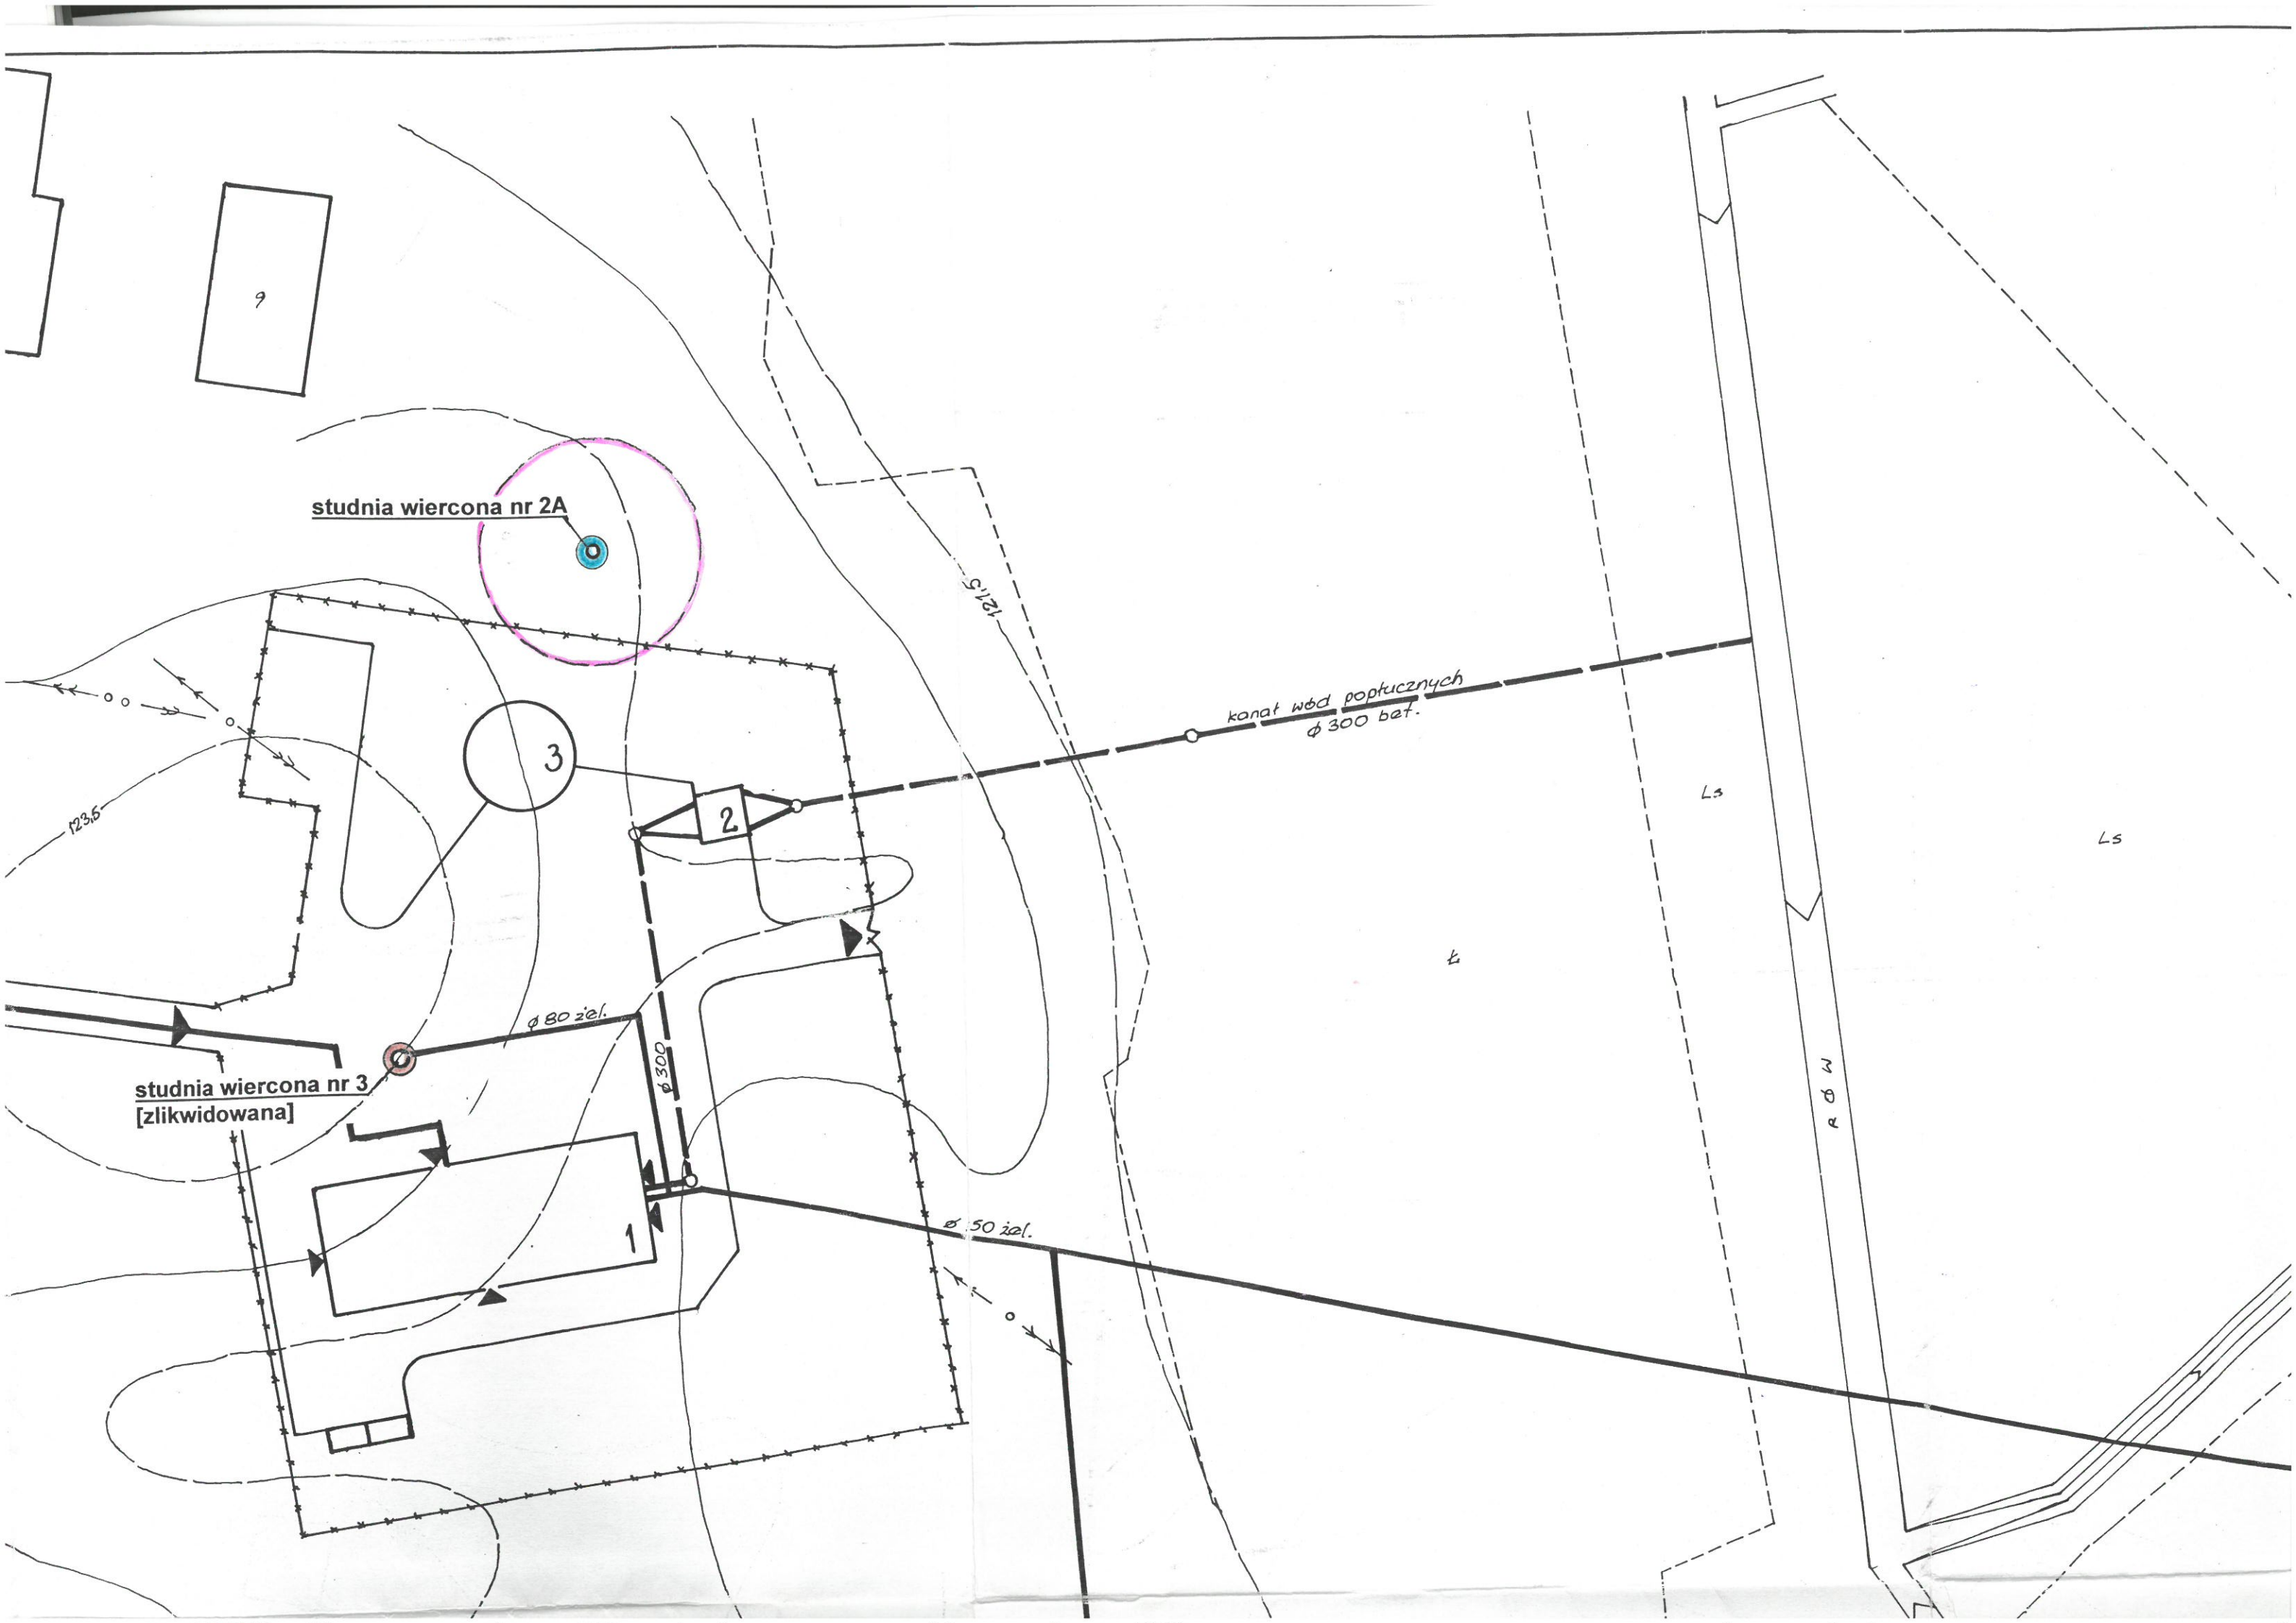 9
studnia wiercona nr 2A
121,5
kanał wód popłucznych
ϕ 300 bet.
3
2
Ls
123,5
Ls
Ł
ϕ 80 żel.
ϕ 300
studnia wiercona nr 3
[zlikwidowana]
RÓW
1
ϕ 50 żel.